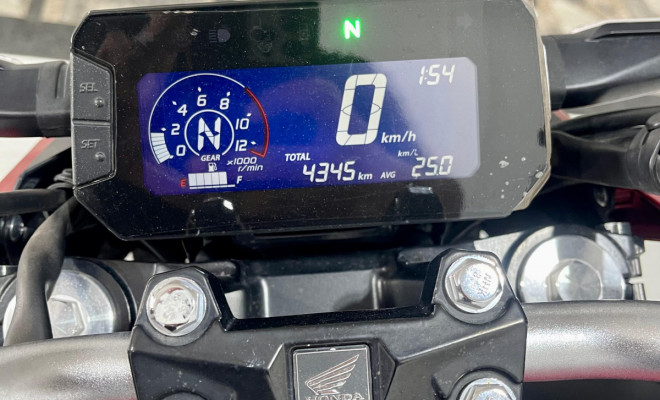 N
SEL
SET
0 2 4 6 8 10 12
N
GEAR
x1000
r/min
E F
0 km/h
1:54
TOTAL
4345 km
AVG
km/L
25.0
HONDA